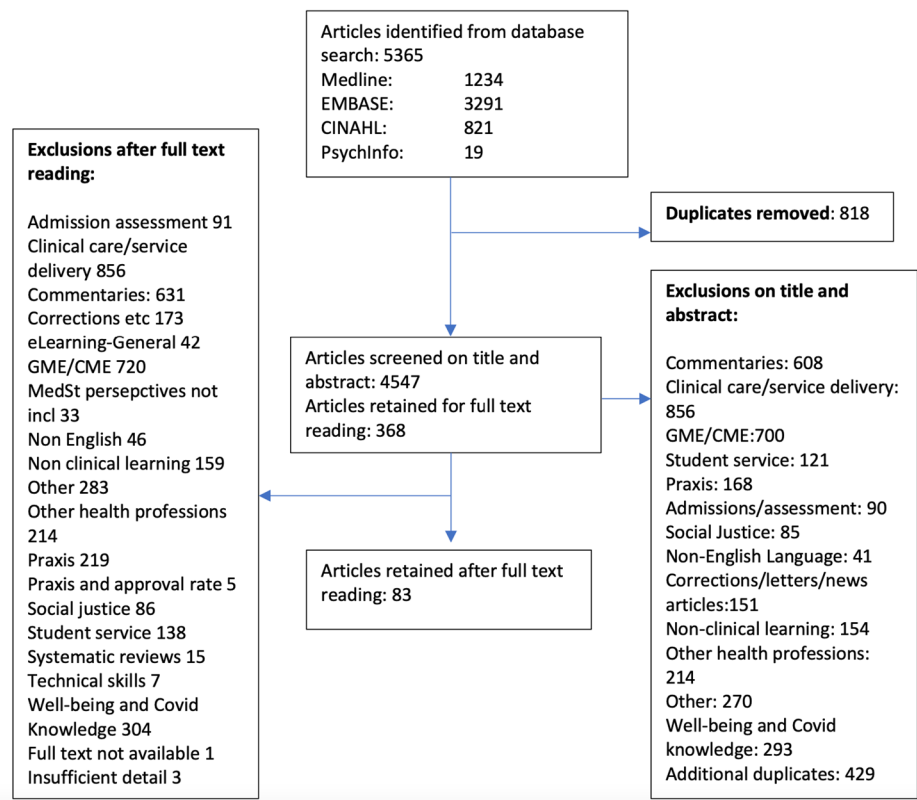 Articles identified from database
search: 5365
Medline: 1234
EMBASE: 3291
CINAHL: 821
PsychInfo: 19
Duplicates removed: 818
Exclusions after full text
reading:
Admission assessment 91
Clinical care/service
delivery 856
Commentaries: 631
Corrections etc 173
eLearning-General 42
GME/CME 720
MedSt persepctives not
incl 33
Non English 46
Non clinical learning 159
Other 283
Other health professions
214
Praxis 219
Praxis and approval rate 5
Social justice 86
Student service 138
Systematic reviews 15
Technical skills 7
Well-being and Covid
Knowledge 304
Full text not available 1
Insufficient detail 3
Articles screened on title and
abstract: 4547
Articles retained for full text
reading: 368
Exclusions on title and
abstract:
Commentaries: 608
Clinical care/service delivery:
856
GME/CME:700
Student service: 121
Praxis: 168
Admissions/assessment: 90
Social Justice: 85
Non-English Language: 41
Corrections/letters/news
articles:151
Non-clinical learning: 154
Other health professions:
214
Other: 270
Well-being and Covid
knowledge: 293
Additional duplicates: 429
Articles retained after full text
reading: 83